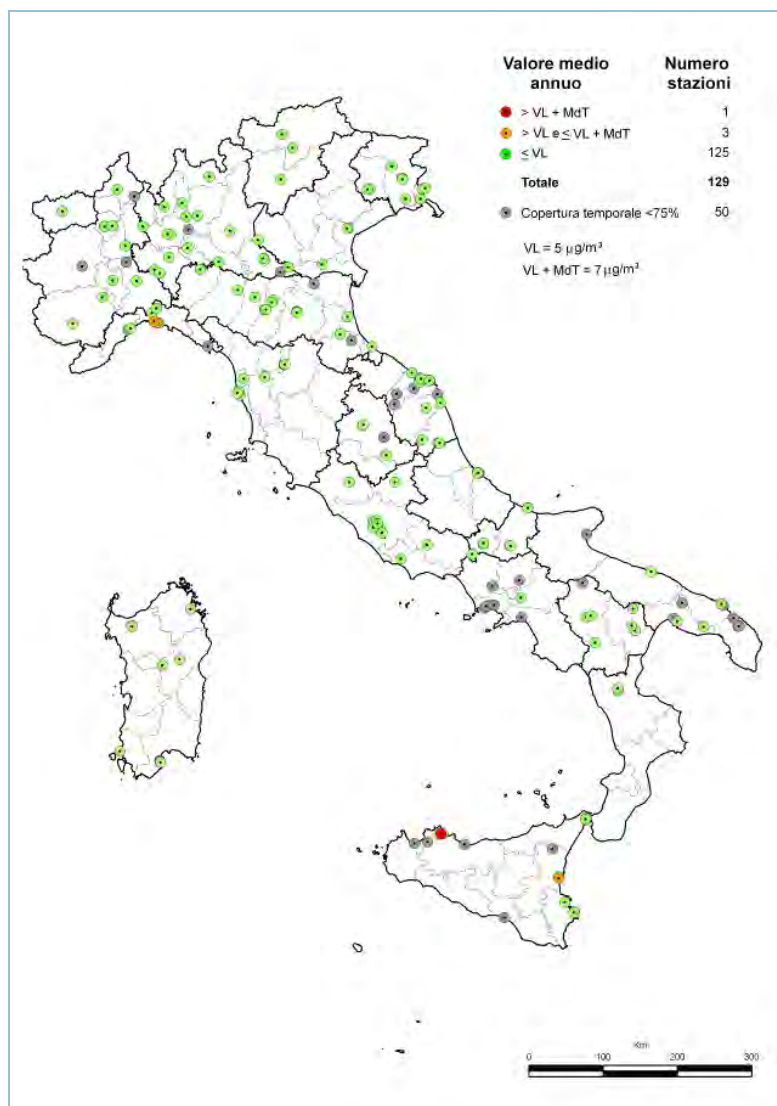 Valore medio annuo Numero stazioni
> VL + MdT 1
> VL e ≤ VL + MdT 3
≤ VL 125
Totale 129
Copertura temporale <75% 50
VL = 5 µg/m³
VL + MdT = 7 µg/m³
Km
0 100 200 300